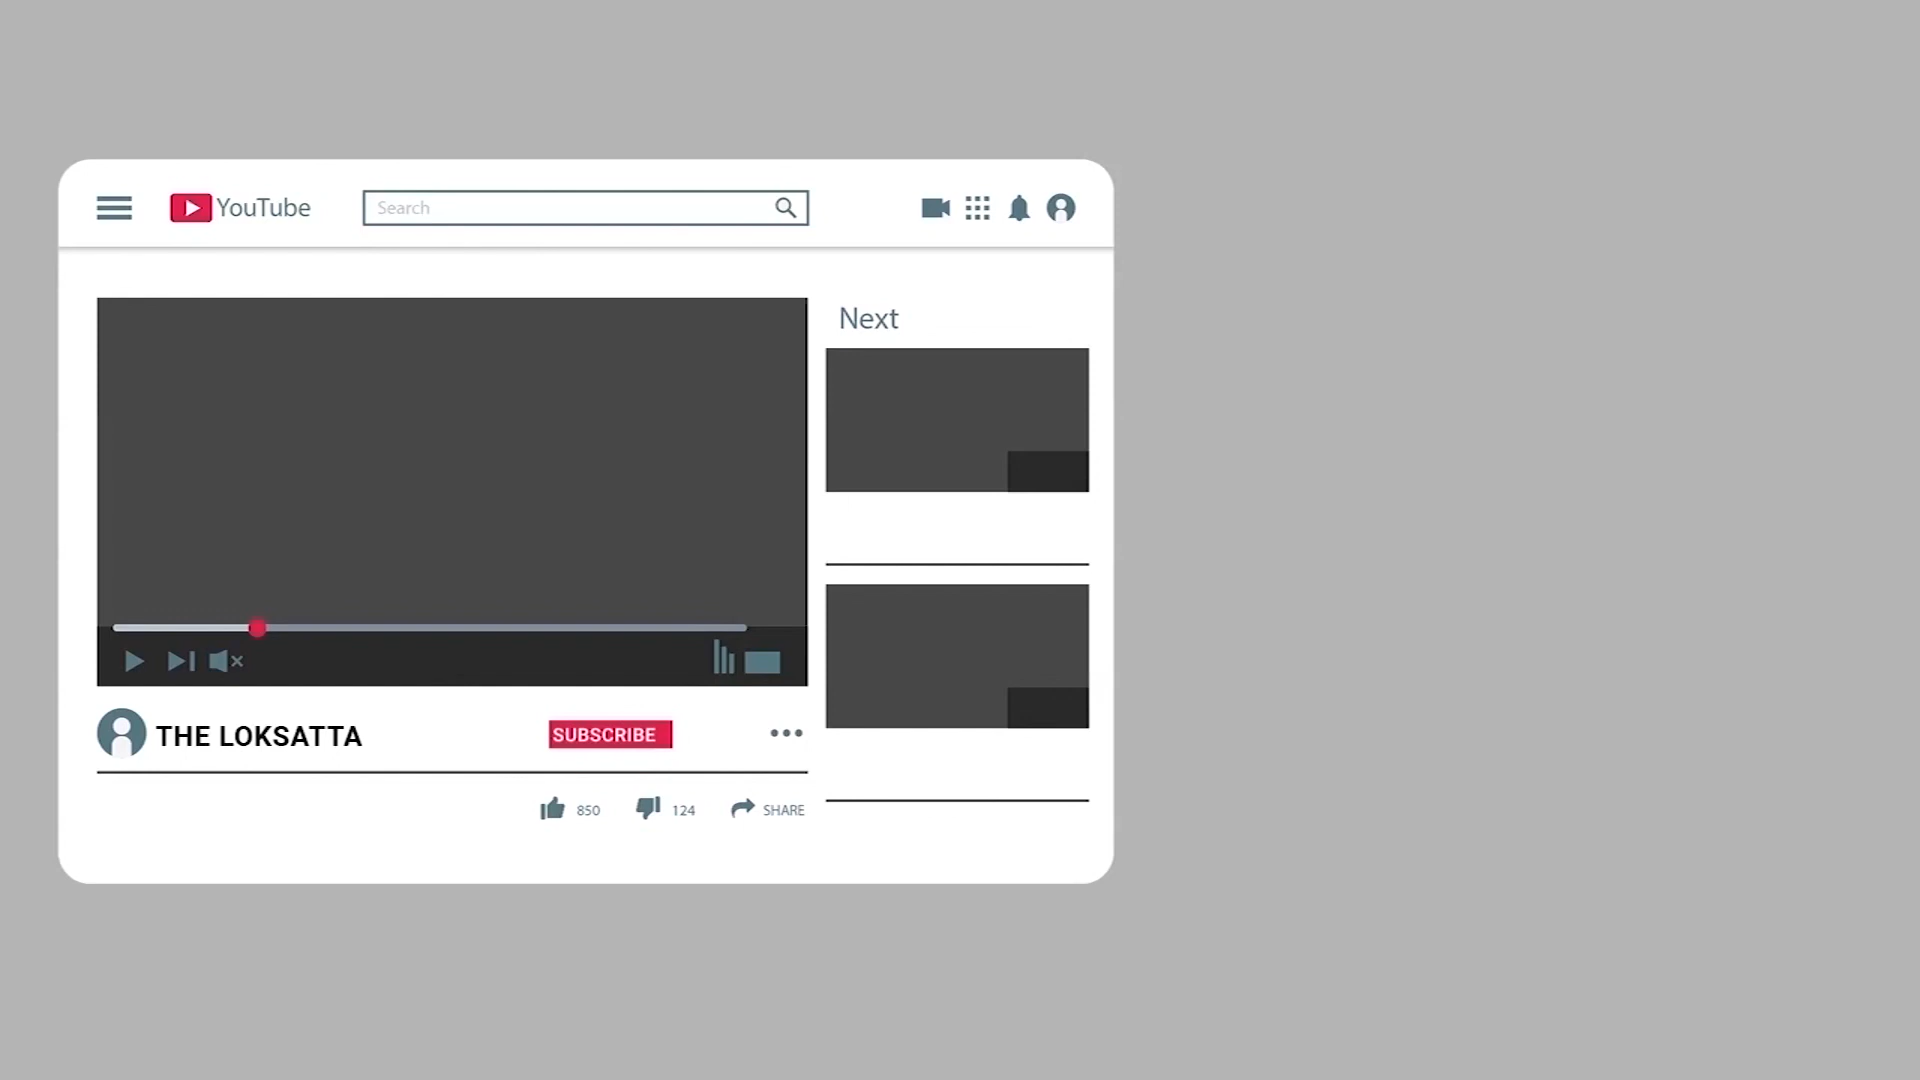 YouTube
Search
Next
THE LOKSATTA
SUBSCRIBE
850
124
SHARE